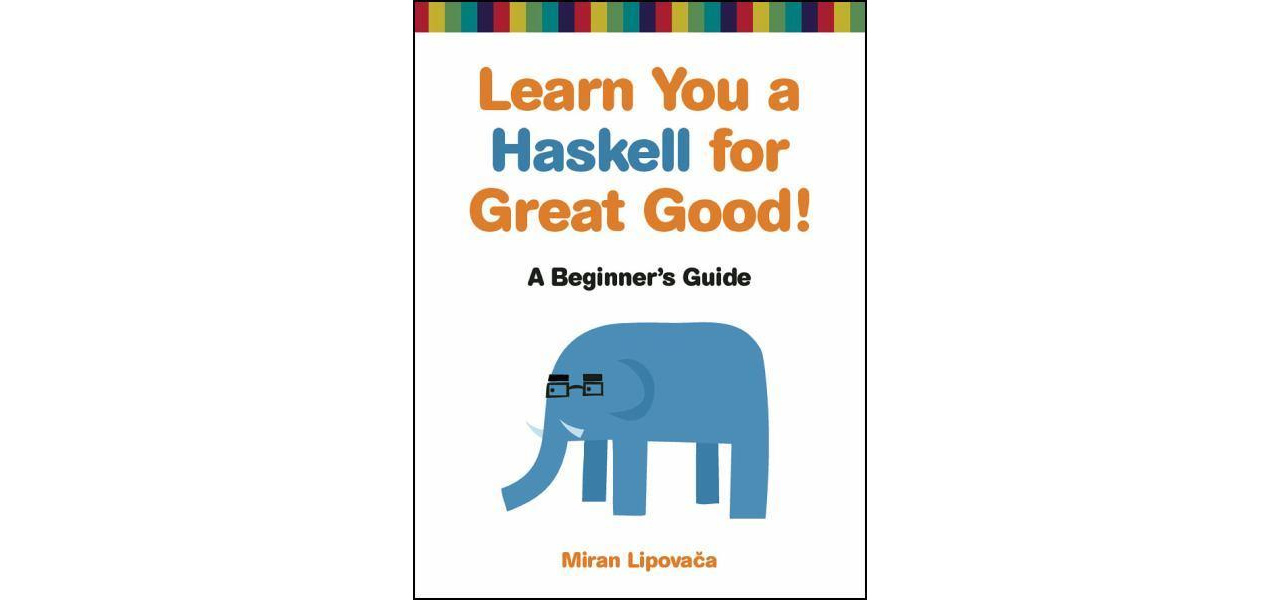 Learn You a
Haskell for
Great Good!
A Beginner’s Guide
Miran Lipovača